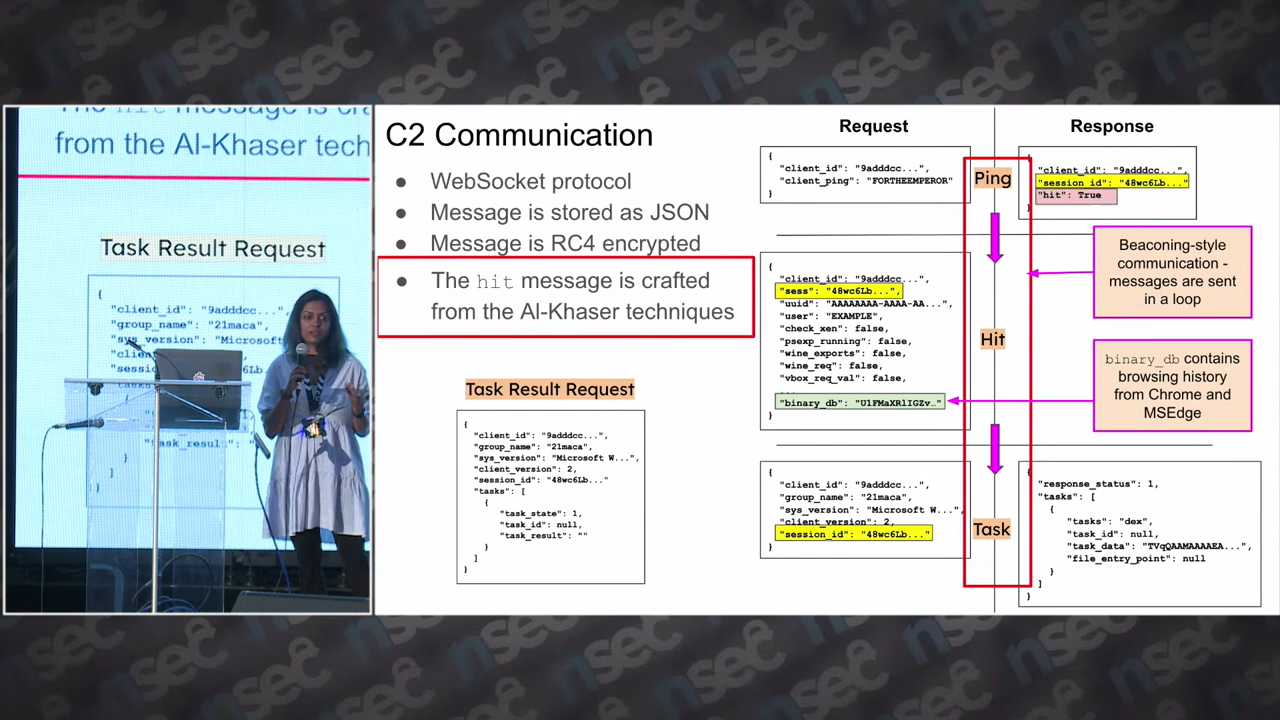 The hit message is cra
from the Al-Khaser tech
Task Result Request
{
"client_id": "9adddcc...",
"group_name": "21maca",
"sys_version": "Microsoft
"task_resul
}
]
}
C2 Communication
● WebSocket protocol
● Message is stored as JSON
● Message is RC4 encrypted
● The hit message is crafted
from the Al-Khaser techniques
Task Result Request
{
"client_id": "9adddcc...",
"group_name": "21maca",
"sys_version": "Microsoft W...",
"client_version": 2,
"session_id": "48wc6Lb..."
"tasks": [
{
"task_state": 1,
"task_id": null,
"task_result": ""
}
]
}
Request
Response
{
"client_id": "9adddcc...",
"client_ping": "FORTHEEMPEROR"
}
Ping
{
"client_id": "9adddcc...",
"session_id": "48wc6Lb..."
"hit": True
}
{
"client_id": "9adddcc...",
"sess": "48wc6Lb...",
"uuid": "AAAAAAAA-AAAA-AA...",
"user": "EXAMPLE",
"check_xen": false,
"psexp_running": false,
"wine_exports": false,
"wine_req": false,
"vbox_req_val": false,
...
"binary_db": "U1FMaXRlIGZv…"
}
Hit
Beaconing-style
communication -
messages are sent
in a loop
binary_db contains
browsing history
from Chrome and
MSEdge
{
"client_id": "9adddcc...",
"group_name": "21maca",
"sys_version": "Microsoft W...",
"client_version": 2,
"session_id": "48wc6Lb..."
}
Task
{
"response_status": 1,
"tasks": [
{
"tasks": "dex",
"task_id": null,
"task_data": "TVqQAAMAAAAEA...",
"file_entry_point": null
}
]
}
nsec